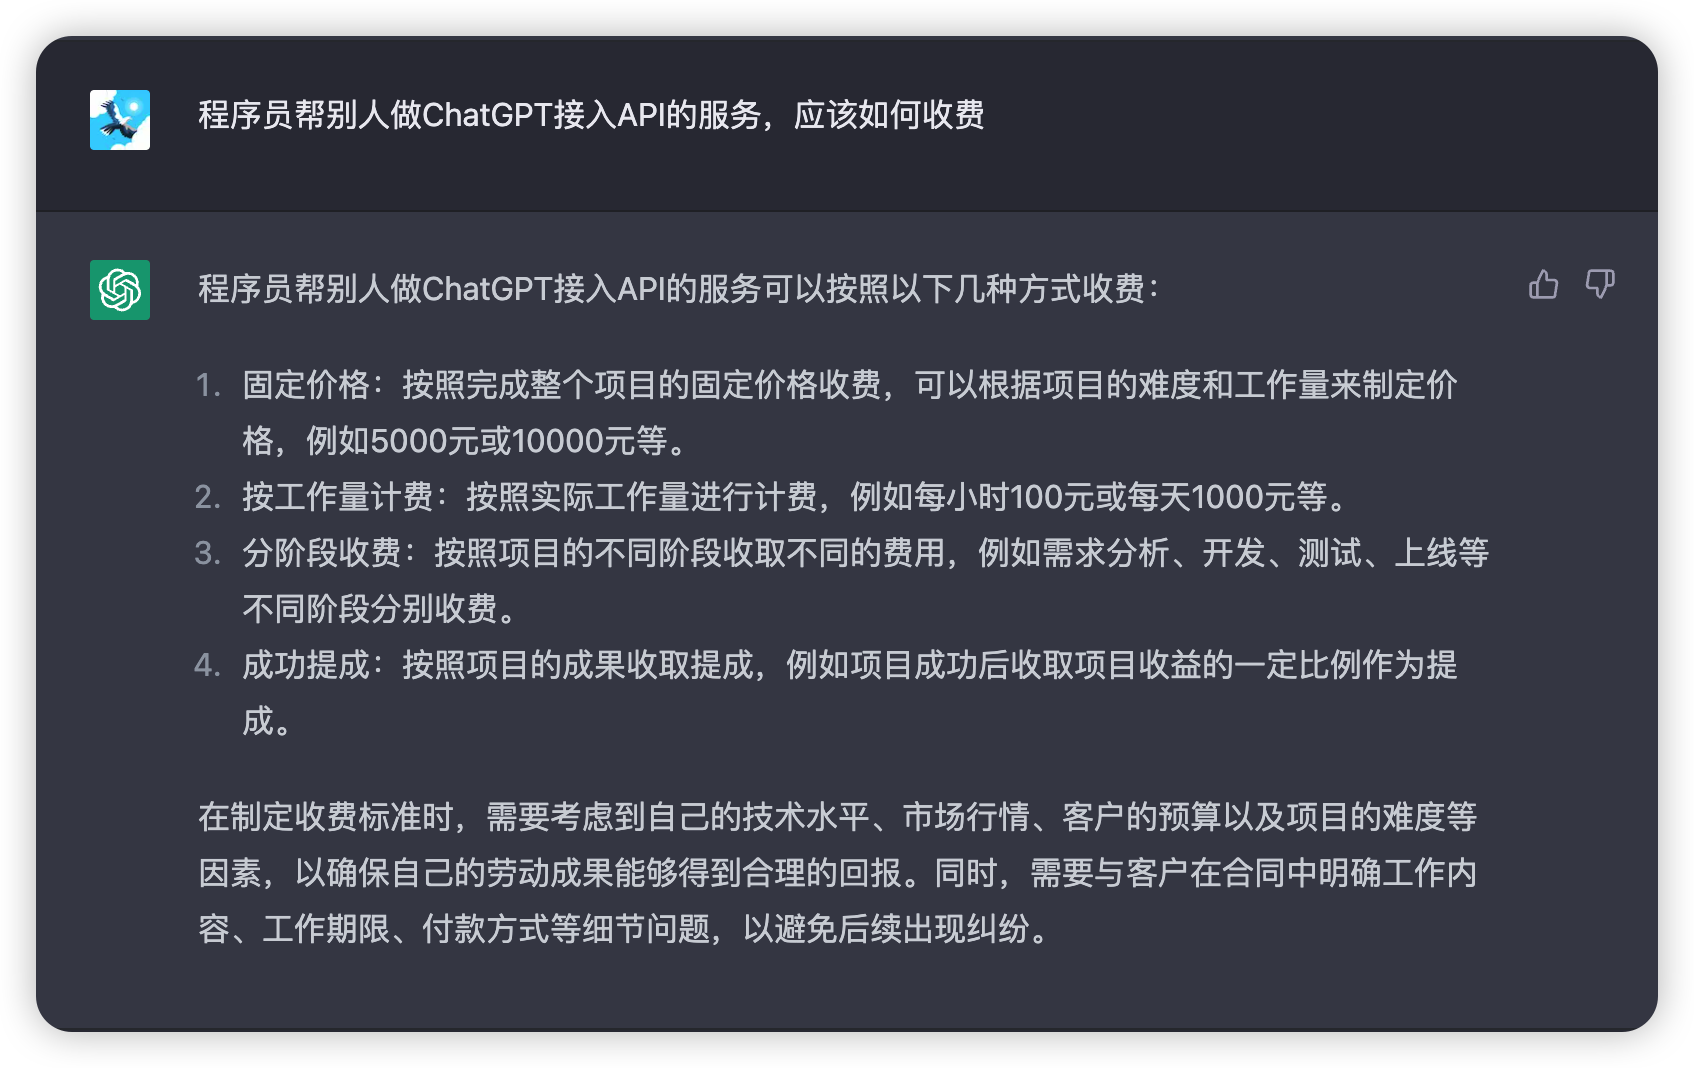 程序员帮别人做ChatGPT接入API的服务，应该如何收费
程序员帮别人做ChatGPT接入API的服务可以按照以下几种方式收费：
1. 固定价格：按照完成整个项目的固定价格收费，可以根据项目的难度和工作量来制定价
格，例如5000元或10000元等。
2. 按工作量计费：按照实际工作量进行计费，例如每小时100元或每天1000元等。
3. 分阶段收费：按照项目的不同阶段收取不同的费用，例如需求分析、开发、测试、上线等
不同阶段分别收费。
4. 成功提成：按照项目的成果收取提成，例如项目成功后收取项目收益的一定比例作为提
成。
在制定收费标准时，需要考虑到自己的技术水平、市场行情、客户的预算以及项目的难度等
因素，以确保自己的劳动成果能够得到合理的回报。同时，需要与客户在合同中明确工作内
容、工作期限、付款方式等细节问题，以避免后续出现纠纷。